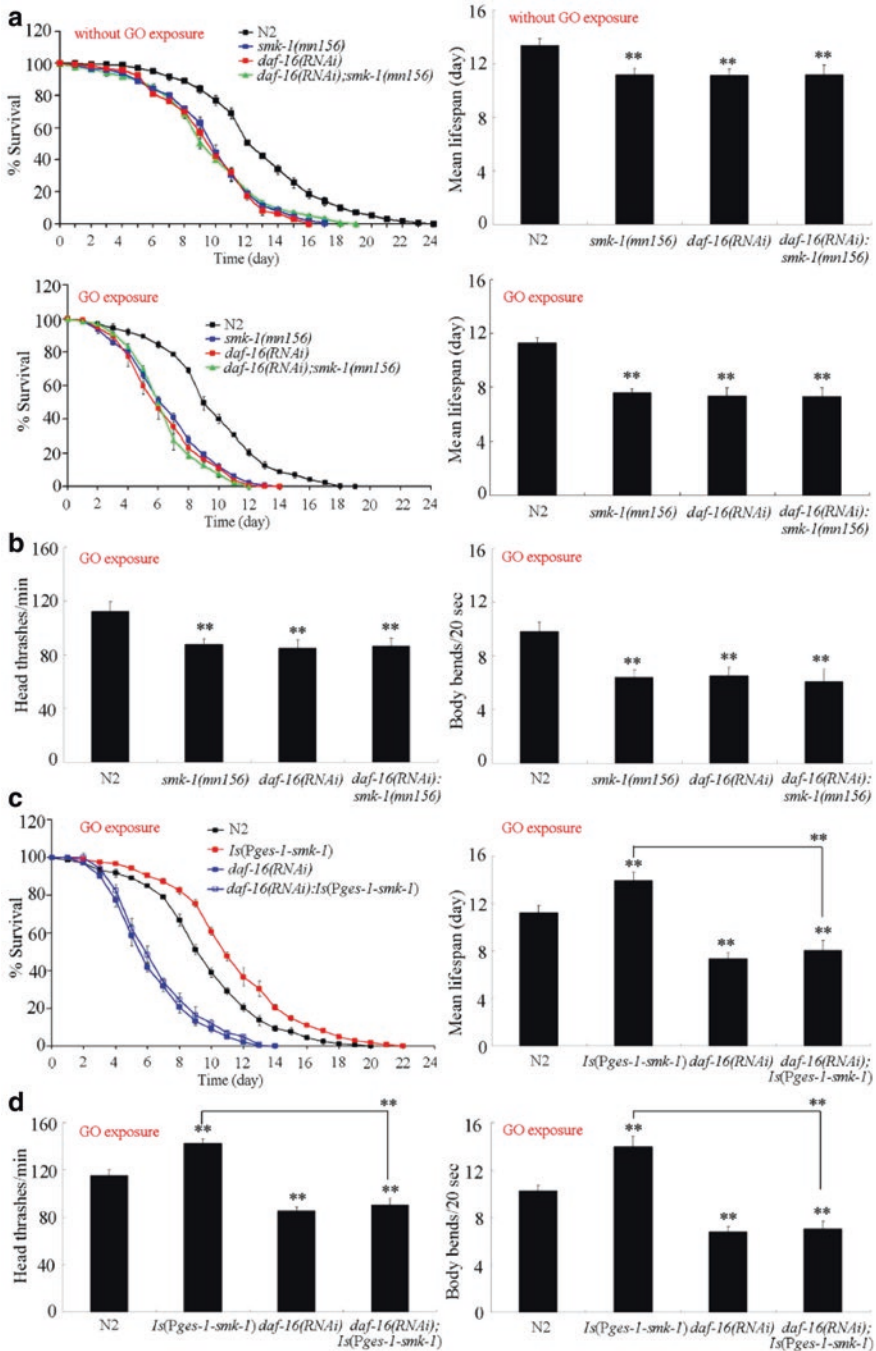 a
without GO exposure
N2
smk-1(mn156)
daf-16(RNAi)
daf-16(RNAi);smk-1(mn156)
% Survival
120
100
80
60
40
20
0
0 2 4 6 8 10 12 14 16 18 20 22 24
Time (day)
without GO exposure
Mean lifespan (day)
16
12
8
4
0
** ** **
N2 smk-1(mn156) daf-16(RNAi) daf-16(RNAi):
smk-1(mn156)
GO exposure
N2
smk-1(mn156)
daf-16(RNAi)
daf-16(RNAi);smk-1(mn156)
% Survival
120
100
80
60
40
20
0
0 2 4 6 8 10 12 14 16 18 20 22 24
Time (day)
GO exposure
Mean lifespan (day)
16
12
8
4
0
** ** **
N2 smk-1(mn156) daf-16(RNAi) daf-16(RNAi):
smk-1(mn156)
b
GO exposure
Head thrashes/min
160
120
80
40
0
** ** **
N2 smk-1(mn156) daf-16(RNAi) daf-16(RNAi):
smk-1(mn156)
GO exposure
Body bends/20 sec
16
12
8
4
0
** ** **
N2 smk-1(mn156) daf-16(RNAi) daf-16(RNAi):
smk-1(mn156)
c
GO exposure
N2
Is(Pges-1-smk-1)
daf-16(RNAi)
daf-16(RNAi):Is(Pges-1-smk-1)
% Survival
120
100
80
60
40
20
0
0 2 4 6 8 10 12 14 16 18 20 22 24
Time (day)
GO exposure
Mean lifespan (day)
16
12
8
4
0
**
** ** **
N2 Is(Pges-1-smk-1) daf-16(RNAi) daf-16(RNAi);
Is(Pges-1-smk-1)
d
GO exposure
Head thrashes/min
160
120
80
40
0
**
** ** **
N2 Is(Pges-1-smk-1) daf-16(RNAi) daf-16(RNAi);
Is(Pges-1-smk-1)
GO exposure
Body bends/20 sec
16
12
8
4
0
**
** ** **
N2 Is(Pges-1-smk-1) daf-16(RNAi) daf-16(RNAi);
Is(Pges-1-smk-1)